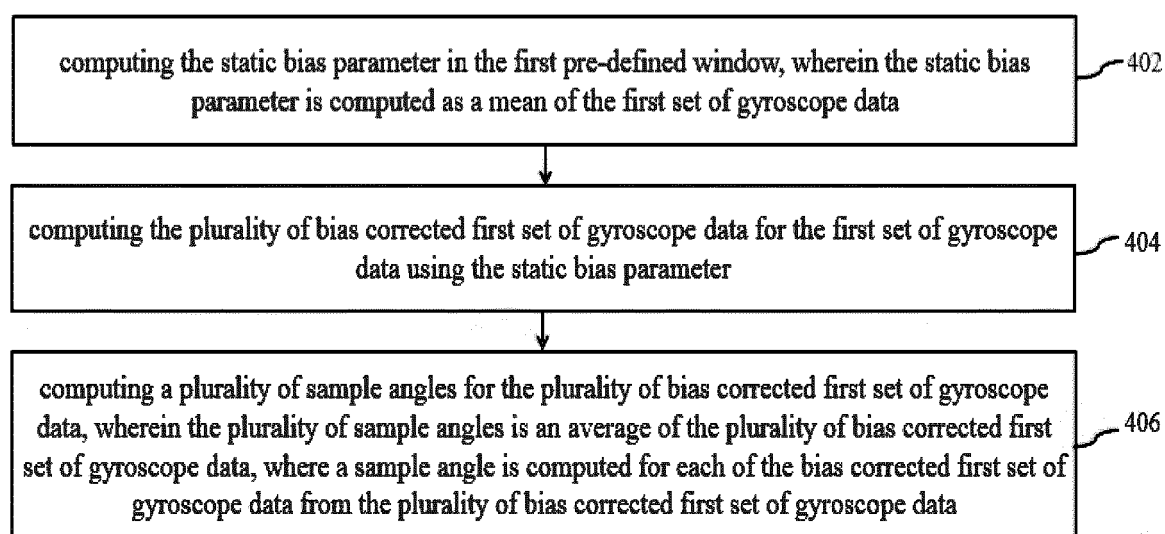 computing the static bias parameter in the first pre-defined window, wherein the static bias
parameter is computed as a mean of the first set of gyroscope data
402
computing the plurality of bias corrected first set of gyroscope data for the first set of gyroscope
data using the static bias parameter
404
computing a plurality of sample angles for the plurality of bias corrected first set of gyroscope
data, wherein the plurality of sample angles is an average of the plurality of bias corrected first
set of gyroscope data, where a sample angle is computed for each of the bias corrected first set of
gyroscope data from the plurality of bias corrected first set of gyroscope data
406